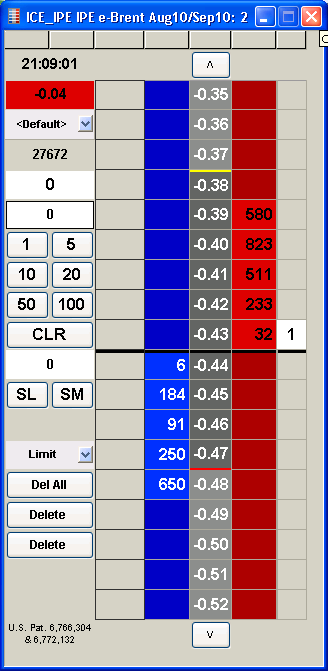 ICE_IPE IPE e-Brent Aug10/Sep10: 2
21:09:01 ^
-0.04 -0.35
<Default> -0.36
27672 -0.37
0 -0.38
0 -0.39 580
1 5 -0.40 823
10 20 -0.41 511
50 100 -0.42 233
CLR -0.43 32 1
0 6 -0.44
SL SM 184 -0.45
91 -0.46
Limit 250 -0.47
Del All 650 -0.48
Delete -0.49
Delete -0.50
-0.51
-0.52
U.S. Pat. 6,766,304
& 6,772,132
v